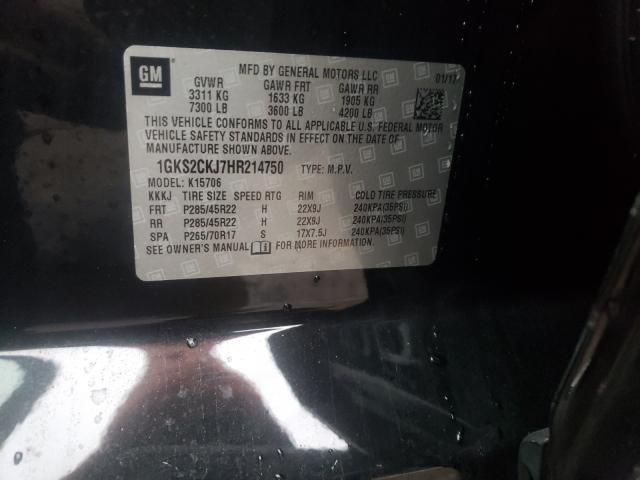 GM
MFD BY GENERAL MOTORS LLC 01/17
GVWR GAWR FRT GAWR RR
3311 KG 1633 KG 1905 KG
7300 LB 3600 LB 4200 LB
THIS VEHICLE CONFORMS TO ALL APPLICABLE U.S. FEDERAL MOTOR
VEHICLE SAFETY STANDARDS IN EFFECT ON THE DATE OF
MANUFACTURE SHOWN ABOVE.
1GKS2CKJ7HR214750 TYPE: M.P.V.
MODEL: K15706
KKKJ TIRE SIZE SPEED RTG RIM COLD TIRE PRESSURE
FRT P285/45R22 H 22X9J 240KPA(35PSI)
RR P285/45R22 H 22X9J 240KPA(35PSI)
SPA P265/70R17 S 17X7.5J 240KPA(35PSI)
SEE OWNER'S MANUAL FOR MORE INFORMATION.